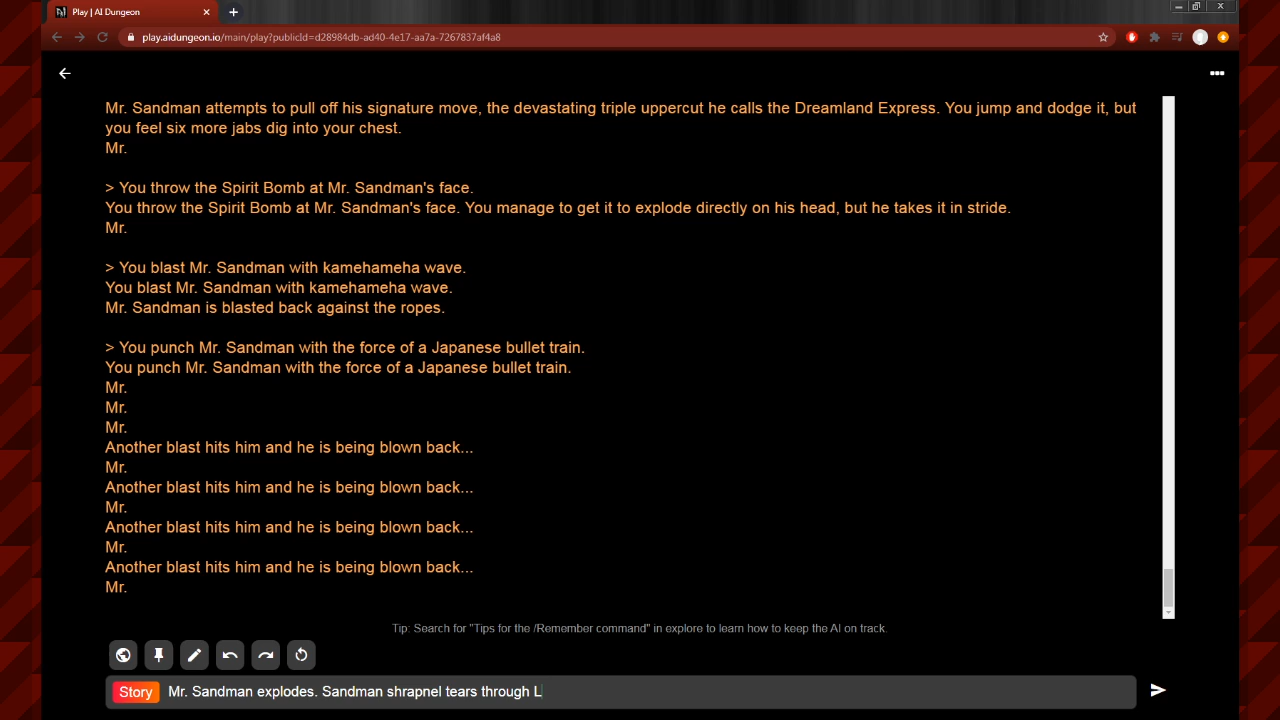 Play | AI Dungeon
play.aidungeon.io/main/play?publicId=d28984db-ad40-4e17-aa7a-7267837af4a8
Mr. Sandman attempts to pull off his signature move, the devastating triple uppercut he calls the Dreamland Express. You jump and dodge it, but
you feel six more jabs dig into your chest.
Mr.
> You throw the Spirit Bomb at Mr. Sandman's face.
You throw the Spirit Bomb at Mr. Sandman's face. You manage to get it to explode directly on his head, but he takes it in stride.
Mr.
> You blast Mr. Sandman with kamehameha wave.
You blast Mr. Sandman with kamehameha wave.
Mr. Sandman is blasted back against the ropes.
> You punch Mr. Sandman with the force of a Japanese bullet train.
You punch Mr. Sandman with the force of a Japanese bullet train.
Mr.
Mr.
Mr.
Another blast hits him and he is being blown back...
Mr.
Another blast hits him and he is being blown back...
Mr.
Another blast hits him and he is being blown back...
Mr.
Another blast hits him and he is being blown back...
Mr.
Tip: Search for "Tips for the /Remember command" in explore to learn how to keep the AI on track.
Story Mr. Sandman explodes. Sandman shrapnel tears through L